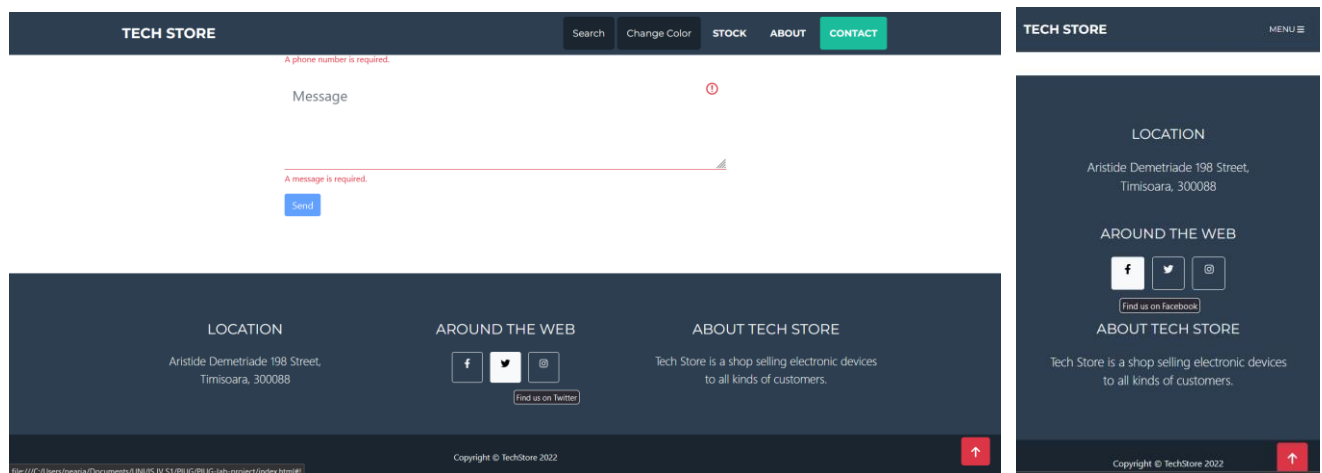 TECH STORE
Search Change Color STOCK ABOUT CONTACT
A phone number is required.
Message
A message is required.
Send
LOCATION
Aristide Demetriade 198 Street,
Timisoara, 300088
AROUND THE WEB
Find us on Twitter
ABOUT TECH STORE
Tech Store is a shop selling electronic devices
to all kinds of customers.
Copyright © TechStore 2022
TECH STORE
MENU
LOCATION
Aristide Demetriade 198 Street,
Timisoara, 300088
AROUND THE WEB
Find us on Facebook
ABOUT TECH STORE
Tech Store is a shop selling electronic devices
to all kinds of customers.
Copyright © TechStore 2022